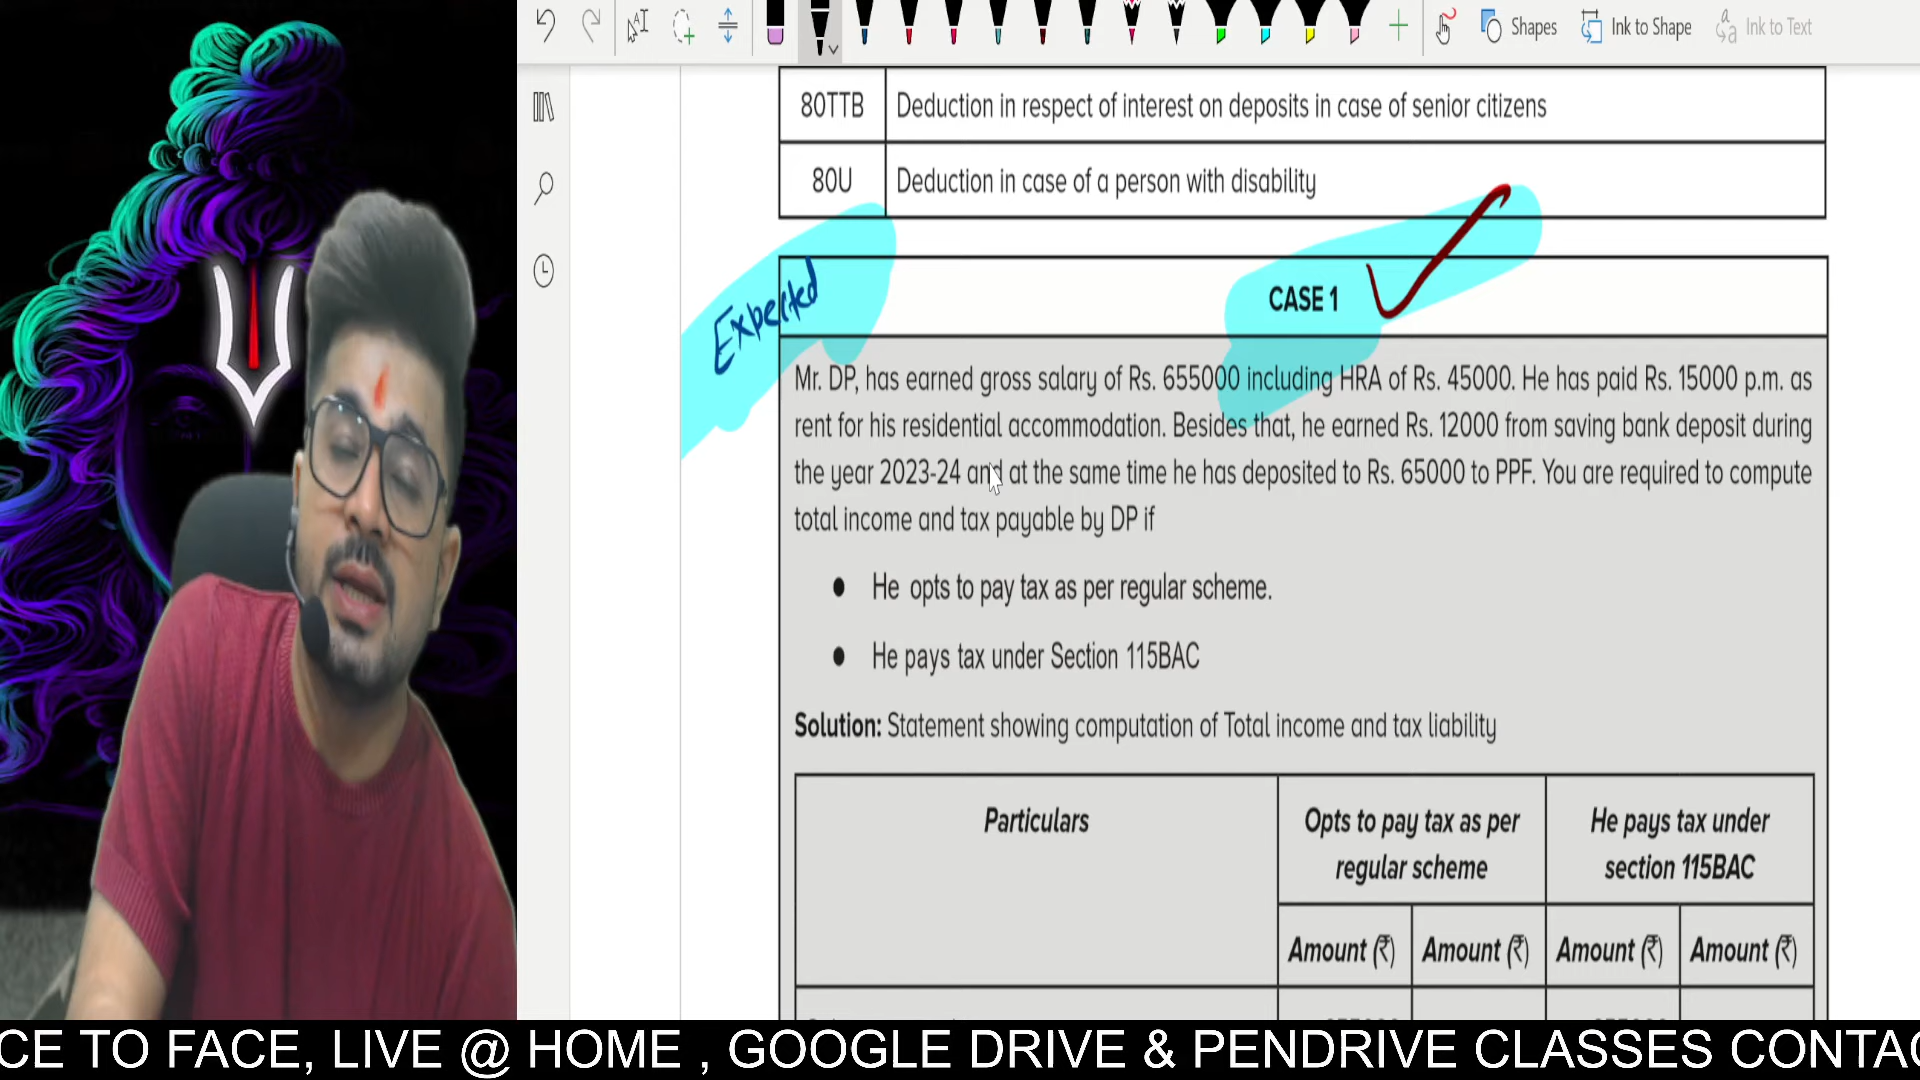 Shapes
Ink to Shape
Ink to Text
80TTB Deduction in respect of interest on deposits in case of senior citizens
80U Deduction in case of a person with disability
Expected
CASE 1
Mr. DP, has earned gross salary of Rs. 655000 including HRA of Rs. 45000. He has paid Rs. 15000 p.m. as
rent for his residential accommodation. Besides that, he earned Rs. 12000 from saving bank deposit during
the year 2023-24 and at the same time he has deposited to Rs. 65000 to PPF. You are required to compute
total income and tax payable by DP if
● He opts to pay tax as per regular scheme.
● He pays tax under Section 115BAC
Solution: Statement showing computation of Total income and tax liability
Particulars
Opts to pay tax as per
regular scheme
He pays tax under
section 115BAC
Amount (₹) Amount (₹) Amount (₹) Amount (₹)
CE TO FACE, LIVE @ HOME , GOOGLE DRIVE & PENDRIVE CLASSES CONTAC